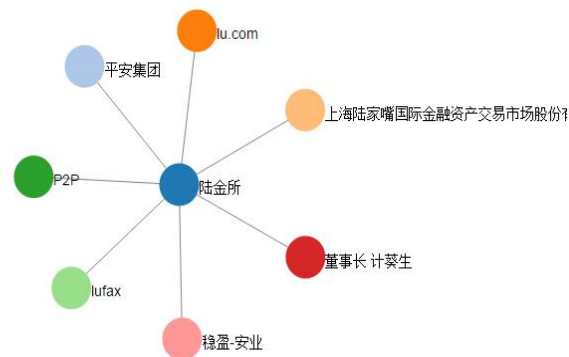 lu.com
平安集团
上海陆家嘴国际金融资产交易市场股份
P2P
陆金所
董事长 计葵生
lufax
稳盈-安业